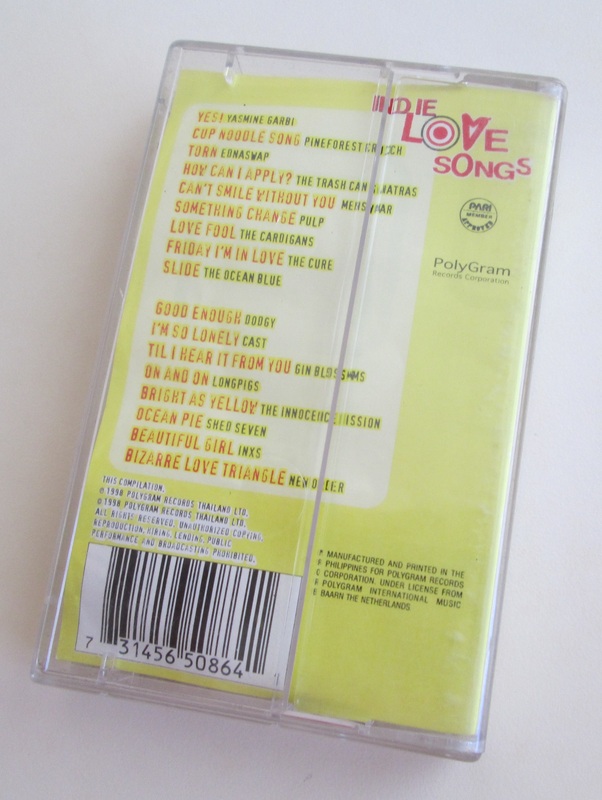 INDIE
LOVE
SONGS
PARI
MEMBER
APPROVED
PolyGram
Records Corporation
YES! YASMINE GARBI
CUP NOODLE SONG PINEFOREST CRUNCH
TORN EDNASWAP
HOW CAN I APPLY? THE TRASH CAN SINATRAS
CAN'T SMILE WITHOUT YOU MENSWEAR
SOMETHING CHANGE PULP
LOVE FOOL THE CARDIGANS
FRIDAY I'M IN LOVE THE CURE
SLIDE THE OCEAN BLUE
GOOD ENOUGH DODGY
I'M SO LONELY CAST
TIL I HEAR IT FROM YOU GIN BLOSSOMS
ON AND ON LONGPIGS
BRIGHT AS YELLOW THE INNOCENCE MISSION
OCEAN PIE SHED SEVEN
BEAUTIFUL GIRL INXS
BIZARRE LOVE TRIANGLE NEW ORDER
THIS COMPILATION.
℗ 1998 POLYGRAM RECORDS THAILAND LTD.
© 1998 POLYGRAM RECORDS THAILAND LTD.
ALL RIGHTS RESERVED. UNAUTHORIZED COPYING,
REPRODUCTION, HIRING, LENDING, PUBLIC
PERFORMANCE AND BROADCASTING PROHIBITED.
MANUFACTURED AND PRINTED IN THE
PHILIPPINES FOR POLYGRAM RECORDS
CORPORATION. UNDER LICENSE FROM
POLYGRAM INTERNATIONAL MUSIC
BAARN THE NETHERLANDS
7 31456 50864